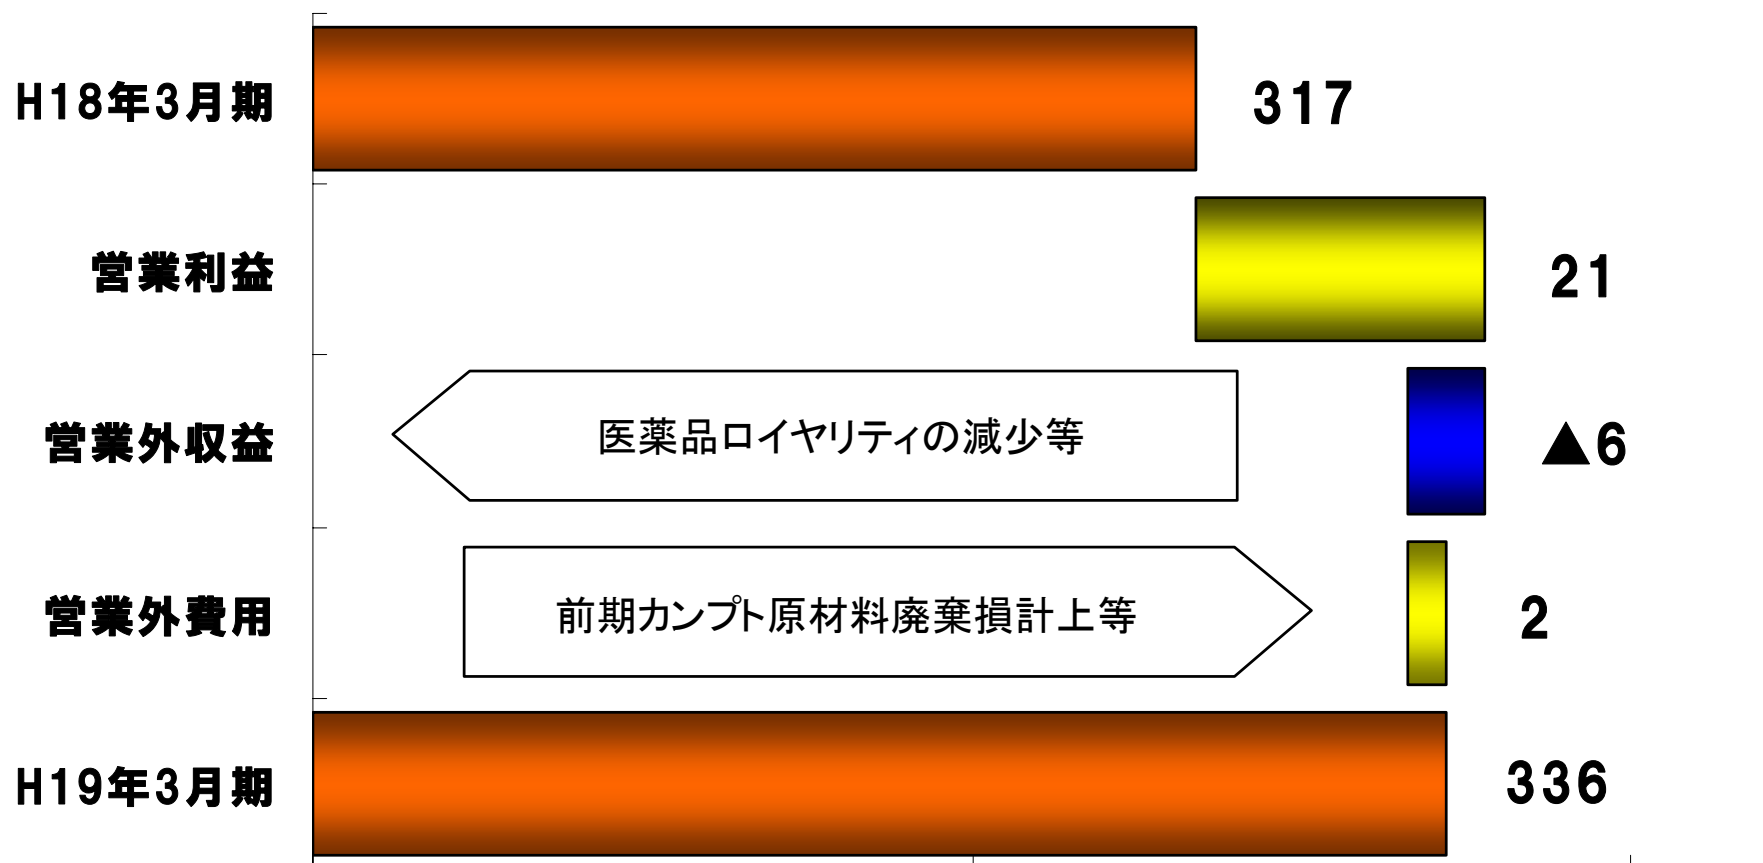 H18年3月期
317
営業利益
21
営業外収益
医薬品ロイヤリティの減少等
▲6
営業外費用
前期カンプト原材料廃棄損計上等
2
H19年3月期
336